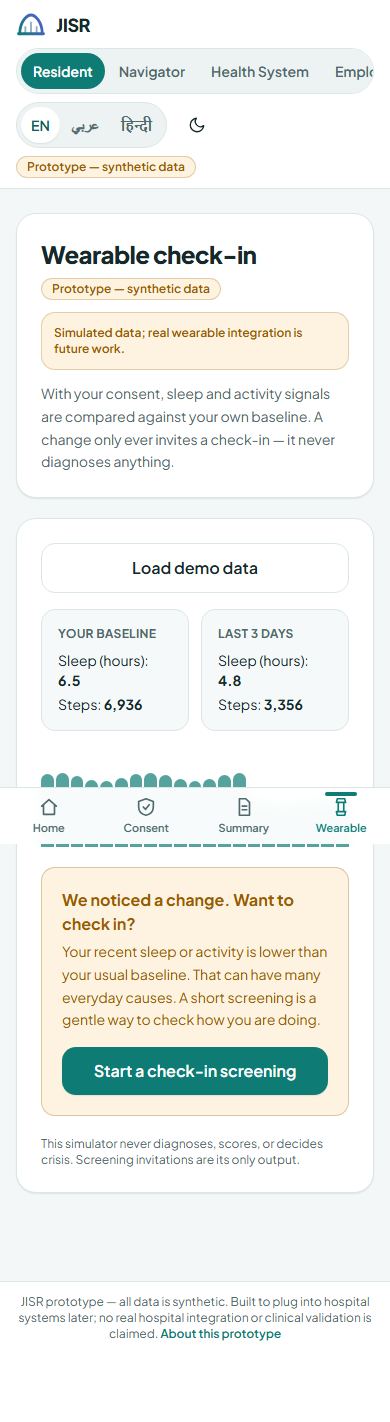 JISR
Resident Navigator Health System Emplo
EN عربي हिन्दी
Prototype — synthetic data
Wearable check-in
Prototype — synthetic data
Simulated data; real wearable integration is
future work.
With your consent, sleep and activity signals
are compared against your own baseline. A
change only ever invites a check-in — it never
diagnoses anything.
Load demo data
YOUR BASELINE
Sleep (hours):
6.5
Steps: 6,936
LAST 3 DAYS
Sleep (hours):
4.8
Steps: 3,356
Home Consent Summary Wearable
We noticed a change. Want to
check in?
Your recent sleep or activity is lower than
your usual baseline. That can have many
everyday causes. A short screening is a
gentle way to check how you are doing.
Start a check-in screening
This simulator never diagnoses, scores, or decides
crisis. Screening invitations are its only output.
JISR prototype — all data is synthetic. Built to plug into hospital
systems later; no real hospital integration or clinical validation is
claimed. About this prototype